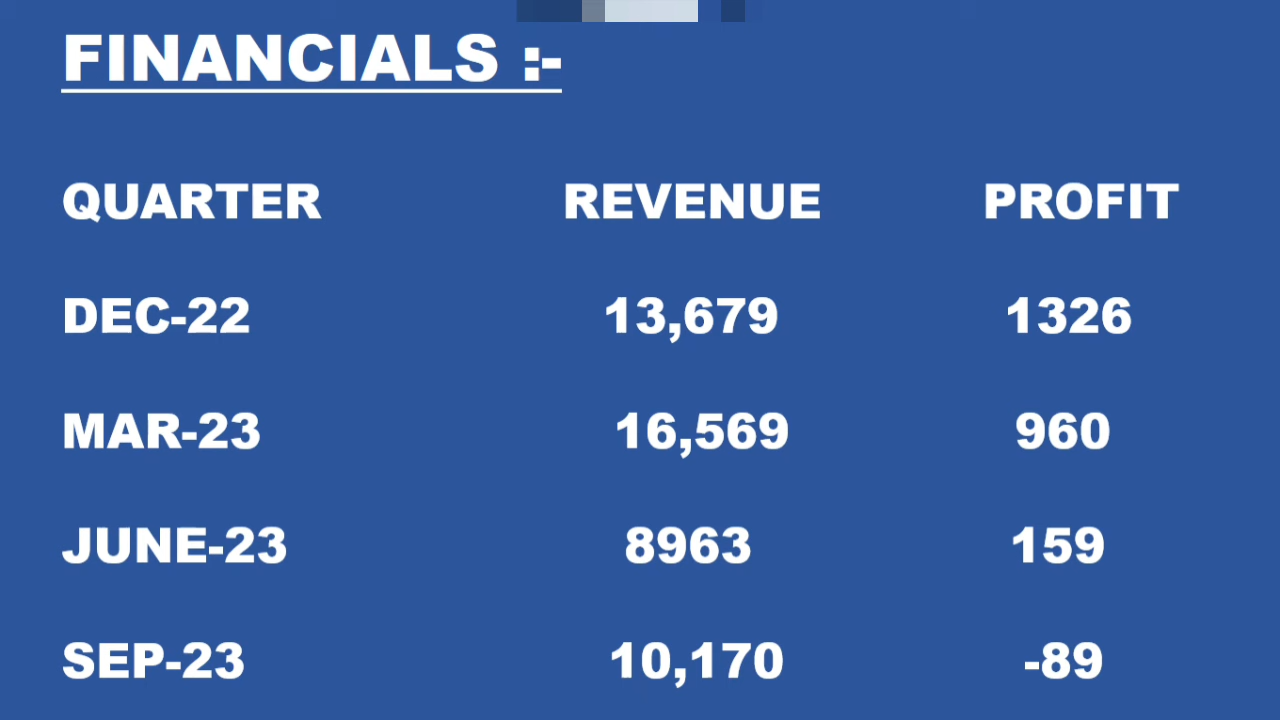 FINANCIALS :-
QUARTER REVENUE PROFIT
DEC-22 13,679 1326
MAR-23 16,569 960
JUNE-23 8963 159
SEP-23 10,170 -89